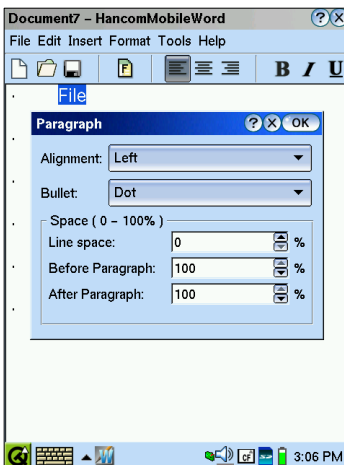 Document7 – HancomMobileWord
File Edit Insert Format Tools Help
F B I U
File
Paragraph ? X OK
Alignment: Left
Bullet: Dot
Space ( 0 – 100% )
Line space: 0 %
Before Paragraph: 100 %
After Paragraph: 100 %
CF 3:06 PM